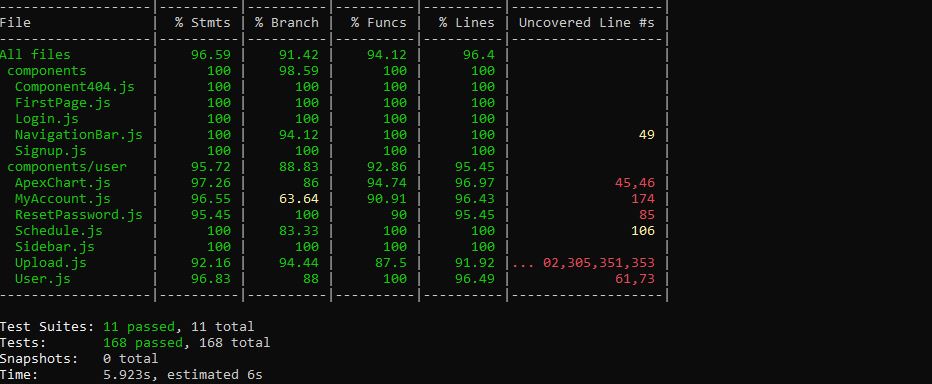 --------------------|----------|----------|----------|----------|-------------------|
File                |  % Stmts | % Branch |  % Funcs |  % Lines | Uncovered Line #s |
--------------------|----------|----------|----------|----------|-------------------|
All files           |    96.59 |    91.42 |    94.12 |     96.4 |                   |
 components         |      100 |    98.59 |      100 |      100 |                   |
  Component404.js   |      100 |      100 |      100 |      100 |                   |
  FirstPage.js      |      100 |      100 |      100 |      100 |                   |
  Login.js          |      100 |      100 |      100 |      100 |                   |
  NavigationBar.js  |      100 |    94.12 |      100 |      100 |                49 |
  Signup.js         |      100 |      100 |      100 |      100 |                   |
 components/user    |    95.72 |    88.83 |    92.86 |    95.45 |                   |
  ApexChart.js      |    97.26 |       86 |    94.74 |    96.97 |             45,46 |
  MyAccount.js      |    96.55 |    63.64 |    90.91 |    96.43 |               174 |
  ResetPassword.js  |    95.45 |      100 |       90 |    95.45 |                85 |
  Schedule.js       |      100 |    83.33 |      100 |      100 |               106 |
  Sidebar.js        |      100 |      100 |      100 |      100 |                   |
  Upload.js         |    92.16 |    94.44 |     87.5 |    91.92 |... 02,305,351,353 |
  User.js           |    96.83 |       88 |      100 |    96.49 |             61,73 |
--------------------|----------|----------|----------|----------|-------------------|
Test Suites: 11 passed, 11 total
Tests:       168 passed, 168 total
Snapshots:   0 total
Time:        5.923s, estimated 6s